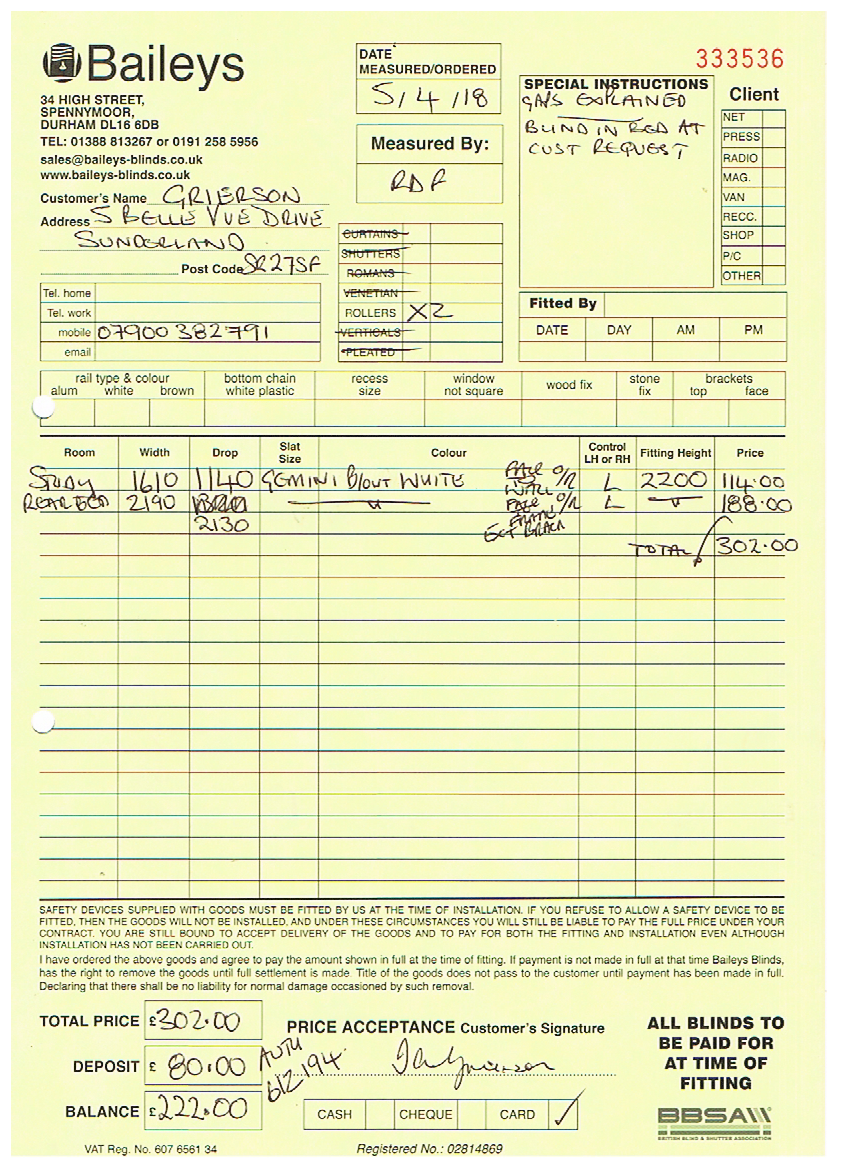 Baileys
34 HIGH STREET,
SPENNYMOOR,
DURHAM DL16 6DB
TEL: 01388 813267 or 0191 258 5956
sales@baileys-blinds.co.uk
www.baileys-blinds.co.uk
Customer's Name GRIERSON
Address 5 BELLE VUE DRIVE
SUNDERLAND
Post Code SR2 7SF
Tel. home
Tel. work
mobile 07900 382791
email
DATE
MEASURED/ORDERED
5/4/18
Measured By:
RDF
CURTAINS
SHUTTERS
ROMANS
VENETIAN
ROLLERS X2
VERTICALS
PLEATED
333536
SPECIAL INSTRUCTIONS
GAPS EXPLAINED
BLIND IN RED AT
CUST REQUEST
Client
NET
PRESS
RADIO
MAG.
VAN
RECC.
SHOP
P/C
OTHER
Fitted By
DATE DAY AM PM
rail type & colour bottom chain recess window wood fix stone brackets
alum white brown white plastic size not square fix top face
Room Width Drop Slat Size Colour Control LH or RH Fitting Height Price
STUDY 1610 1140 GEMINI B/OUT WHITE FACE O/R L 2200 114.00
REAR BED 2190 " FACE O/R L " 188.00
2130
TOTAL 302.00
SAFETY DEVICES SUPPLIED WITH GOODS MUST BE FITTED BY US AT THE TIME OF INSTALLATION. IF YOU REFUSE TO ALLOW A SAFETY DEVICE TO BE
FITTED, THEN THE GOODS WILL NOT BE INSTALLED, AND UNDER THESE CIRCUMSTANCES YOU WILL STILL BE LIABLE TO PAY THE FULL PRICE UNDER YOUR
CONTRACT. YOU ARE STILL BOUND TO ACCEPT DELIVERY OF THE GOODS AND TO PAY FOR BOTH THE FITTING AND INSTALLATION EVEN ALTHOUGH
INSTALLATION HAS NOT BEEN CARRIED OUT.
I have ordered the above goods and agree to pay the amount shown in full at the time of fitting. If payment is not made in full at that time Baileys Blinds,
has the right to remove the goods until full settlement is made. Title of the goods does not pass to the customer until payment has been made in full.
Declaring that there shall be no liability for normal damage occasioned by such removal.
TOTAL PRICE £302.00
DEPOSIT £ 80.00
BALANCE £222.00
AUTH
612194
PRICE ACCEPTANCE Customer's Signature
CASH CHEQUE CARD ✓
ALL BLINDS TO
BE PAID FOR
AT TIME OF
FITTING
BBSA
BRITISH BLIND & SHUTTER ASSOCIATION
VAT Reg. No. 607 6561 34
Registered No.: 02814869